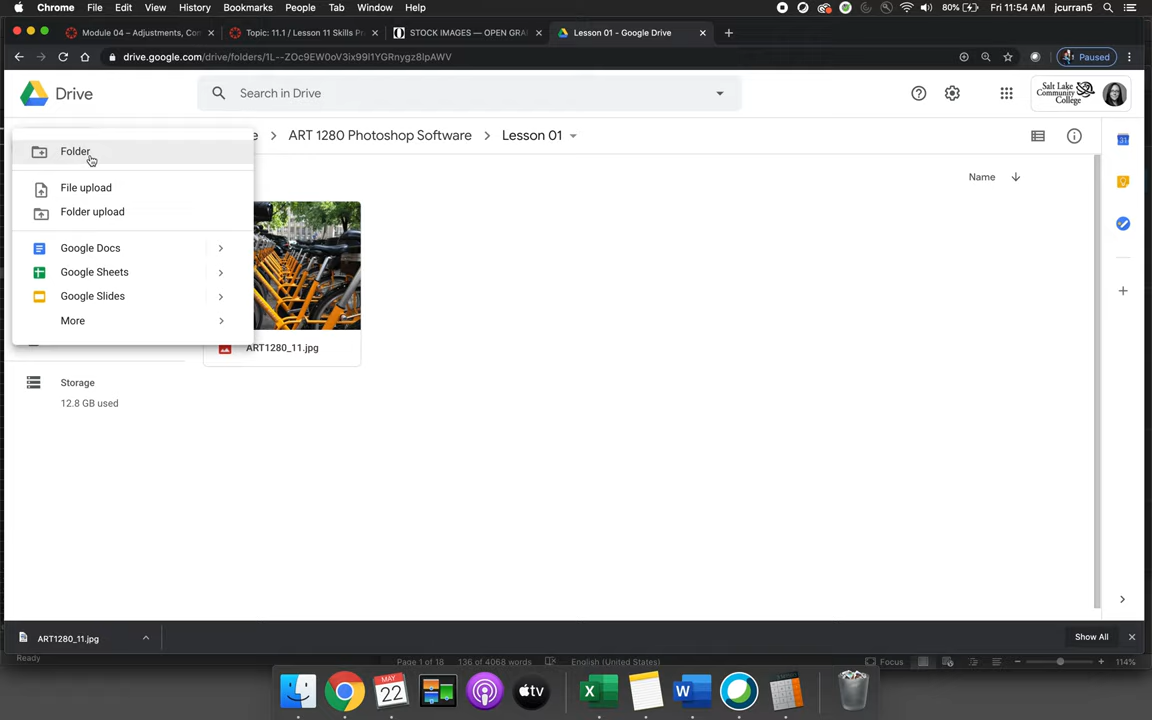 Chrome File Edit View History Bookmarks People Tab Window Help 80% Fri 11:54 AM jcurran5
Module 04 – Adjustments, Co Topic: 11.1 / Lesson 11 Skills P STOCK IMAGES — OPEN GRA Lesson 01 - Google Drive
drive.google.com/drive/folders/1L--ZOc9EW0oV3ix99l1YGRnygz8lpAWV Paused
Drive Search in Drive Salt Lake
Community
College
ART 1280 Photoshop Software Lesson 01
Folder
Name
File upload
Folder upload
Google Docs
Google Sheets
Google Slides
More
ART1280_11.jpg
Storage
12.8 GB used
ART1280_11.jpg Show All
Ready Page 1 of 18 136 of 4068 words English (United States) Focus 114%
MAY
22
tv